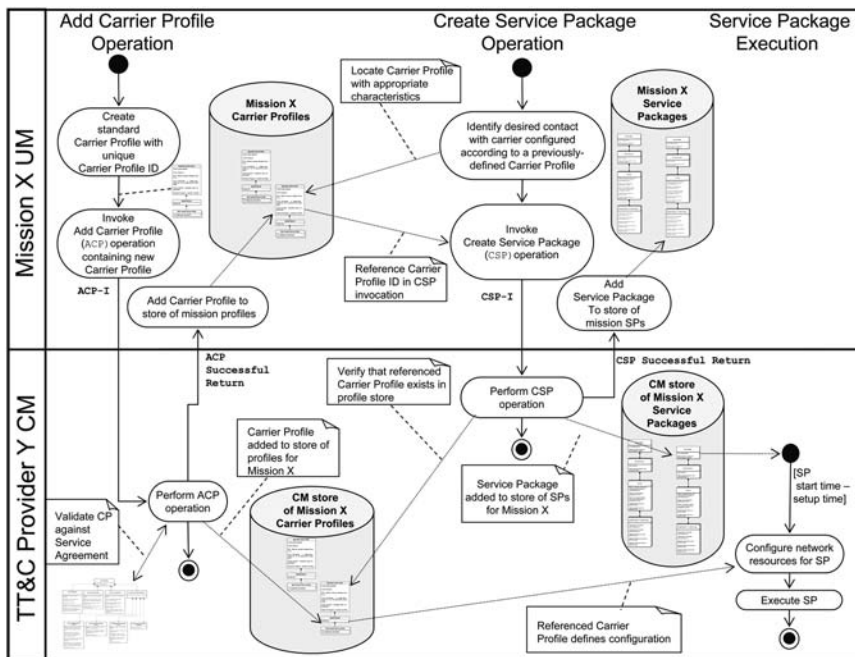 Add Carrier Profile
Operation
Create Service Package
Operation
Service Package
Execution
Mission X UM
Create
standard
Carrier Profile with
unique
Carrier Profile ID
Mission X
Carrier Profiles
Locate Carrier Profile
with appropriate
characteristics
Identify desired contact
with carrier configured
according to a previously-
defined Carrier Profile
Mission X
Service
Packages
Invoke
Add Carrier Profile
(ACP) operation
containing new
Carrier Profile
Invoke
Create Service Package
(CSP) operation
Reference Carrier
Profile ID in CSP
invocation
ACP-I
Add Carrier Profile to
store of mission profiles
CSP-I
Add
Service Package
To store of
mission SPs
TT&C Provider Y CM
ACP
Successful
Return
Verify that referenced
Carrier Profile exists in
profile store
CSP Successful Return
Perform CSP
operation
CM store
of Mission X
Service
Packages
Carrier Profile
added to store of
profiles for
Mission X
Service Package
added to store of SPs
for Mission X
[SP
start time –
setup time]
Perform ACP
operation
Validate CP
against
Service
Agreement
CM store
of Mission X
Carrier Profiles
Configure network
resources for SP
Execute SP
Referenced Carrier
Profile defines configuration